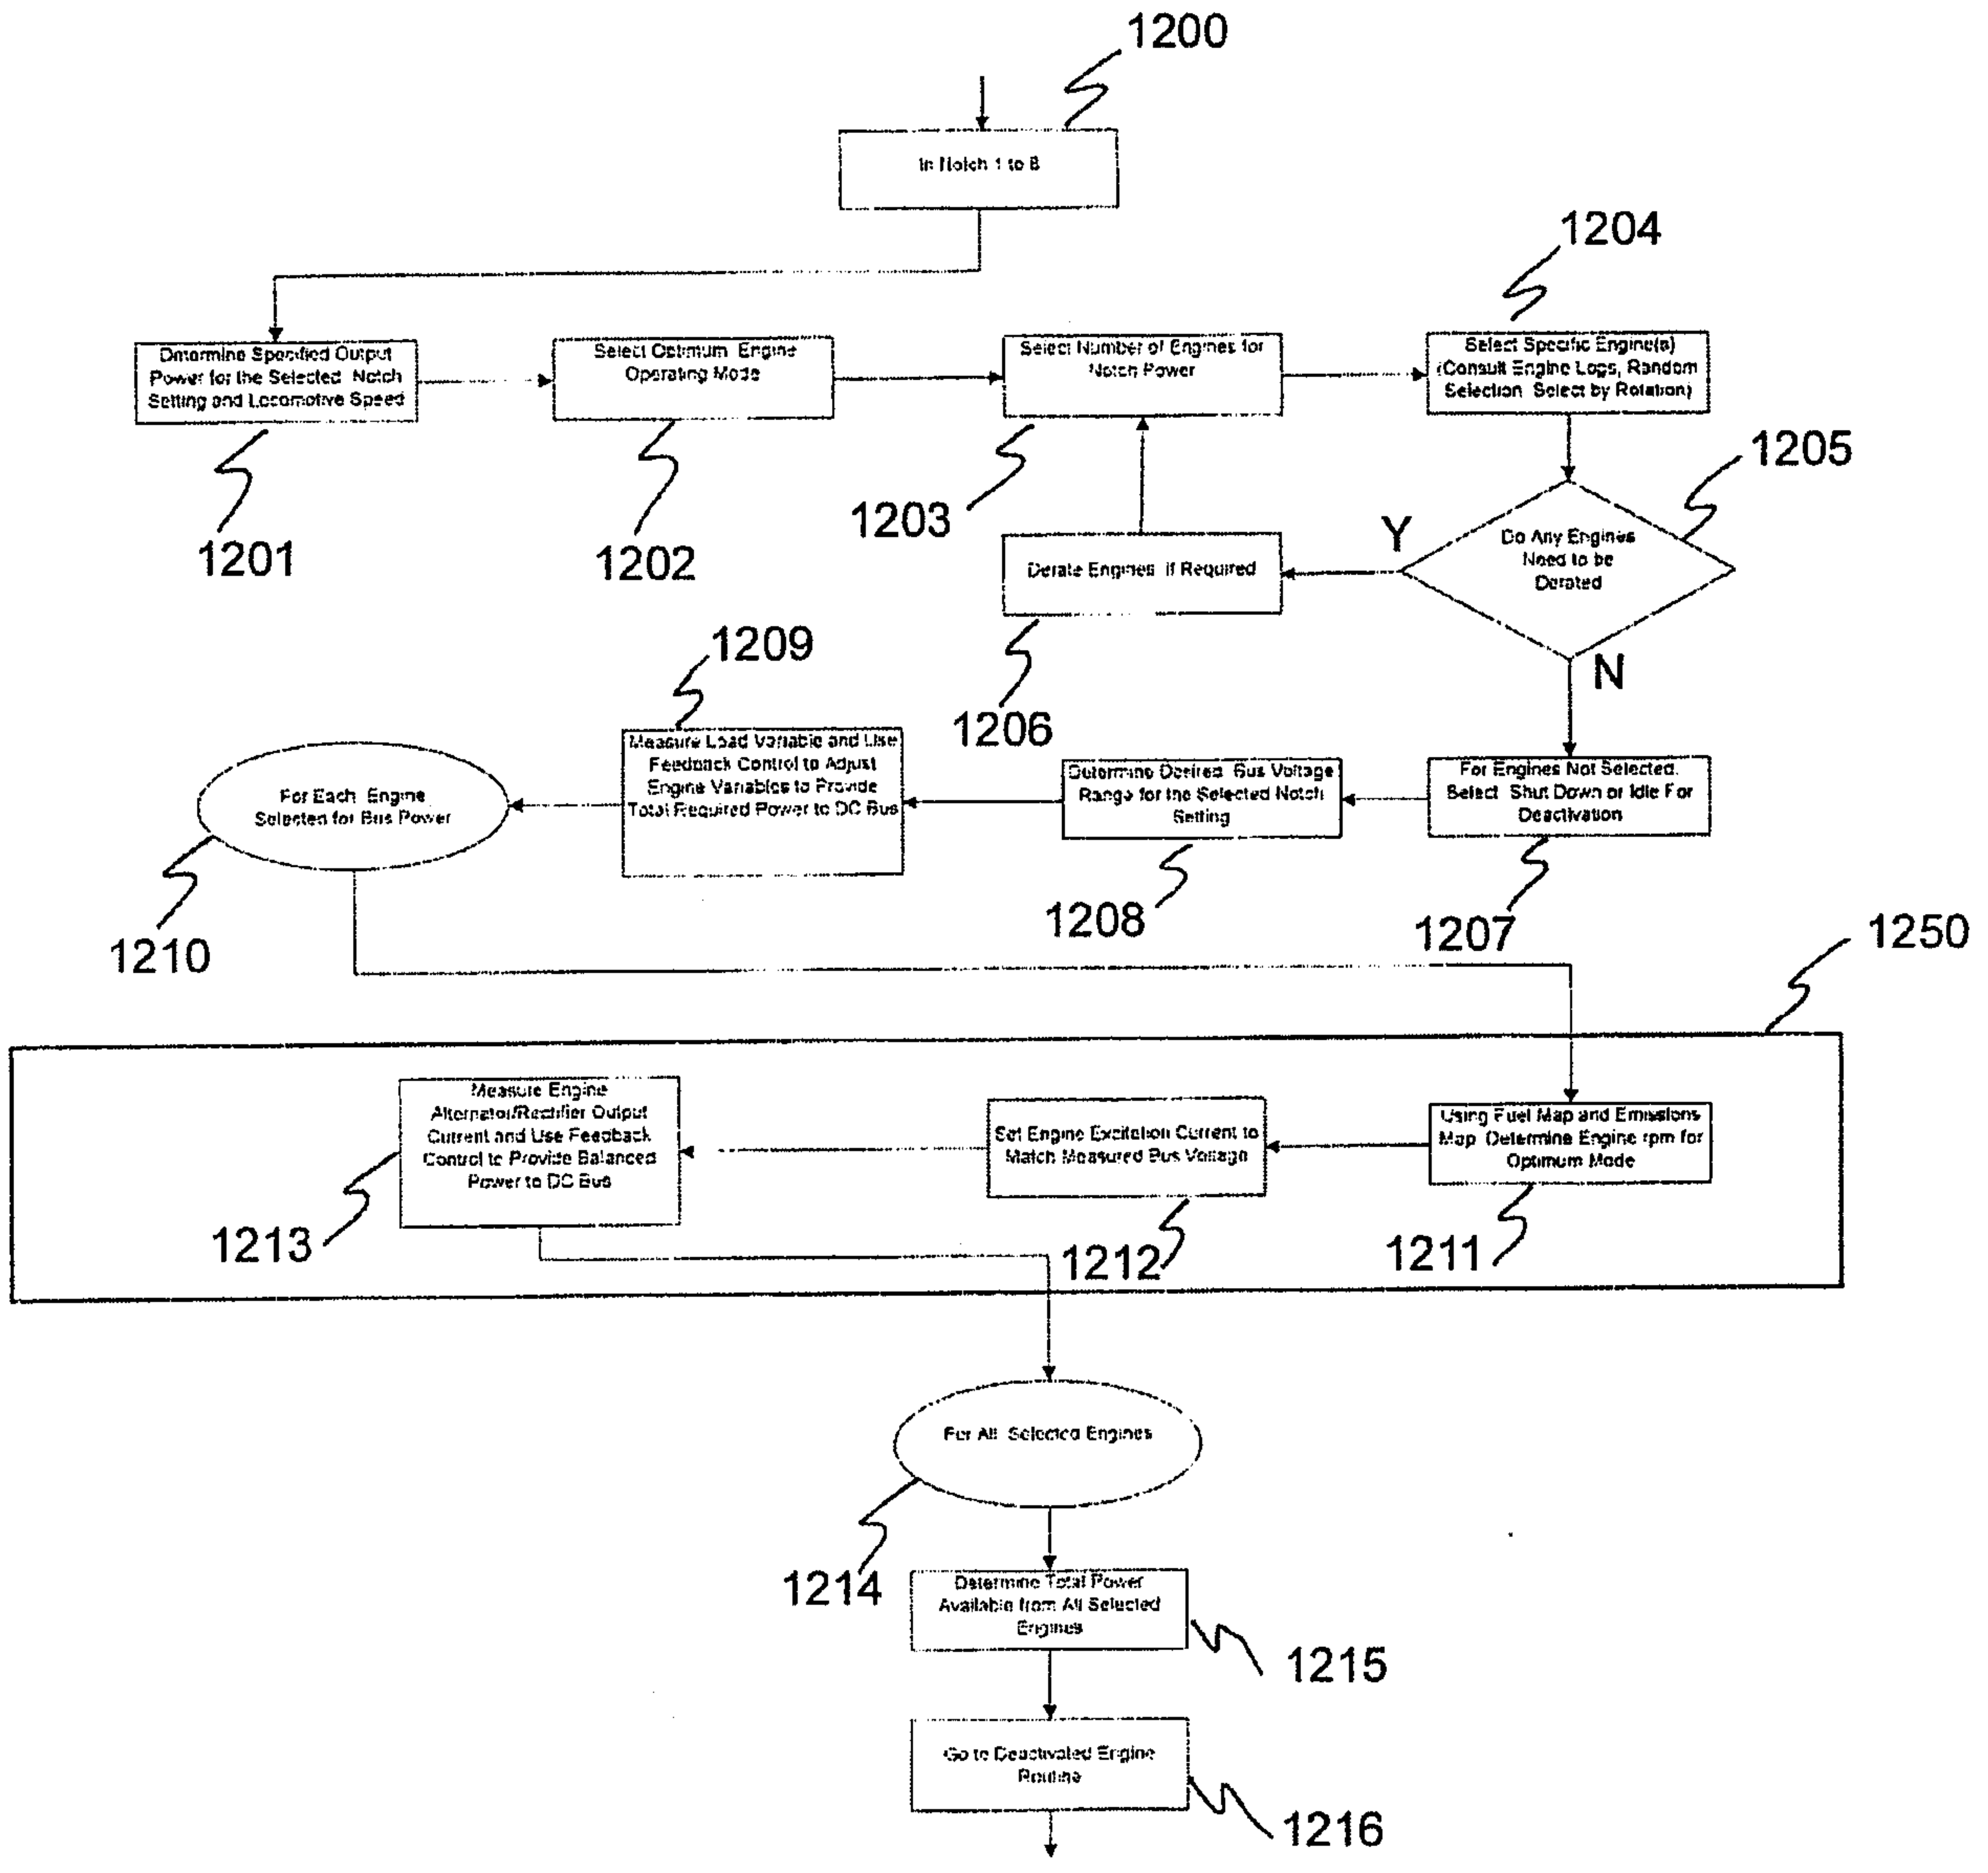 1200
In Notch 1 to 8
1204
Determine Specified Output
Power for the Selected Notch
Setting and Locomotive Speed
Select Optimum Engine
Operating Mode
Select Number of Engines for
Notch Power
Select Specific Engine(s)
(Consult Engine Logs, Random
Selection Select by Rotation)
1201
1202
1203
1205
Y
Do Any Engines
Need to be
Derated
Derate Engines if Required
N
1206
1209
For Each Engine
Selected for Bus Power
Measure Load Variable and Use
Feedback Control to Adjust
Engine Variables to Provide
Total Required Power to DC Bus
Determine Desired Bus Voltage
Range for the Selected Notch
Setting
For Engines Not Selected,
Select Shut Down or Idle For
Deactivation
1210
1208
1207
1250
Measure Engine
Alternator/Rectifier Output
Current and Use Feedback
Control to Provide Balanced
Power to DC Bus
Set Engine Excitation Current to
Match Measured Bus Voltage
Using Fuel Map and Emissions
Map Determine Engine rpm for
Optimum Mode
1213
1212
1211
For All Selected Engines
1214
Determine Total Power
Available from All Selected
Engines
1215
Go to Deactivated Engine
Routine
1216